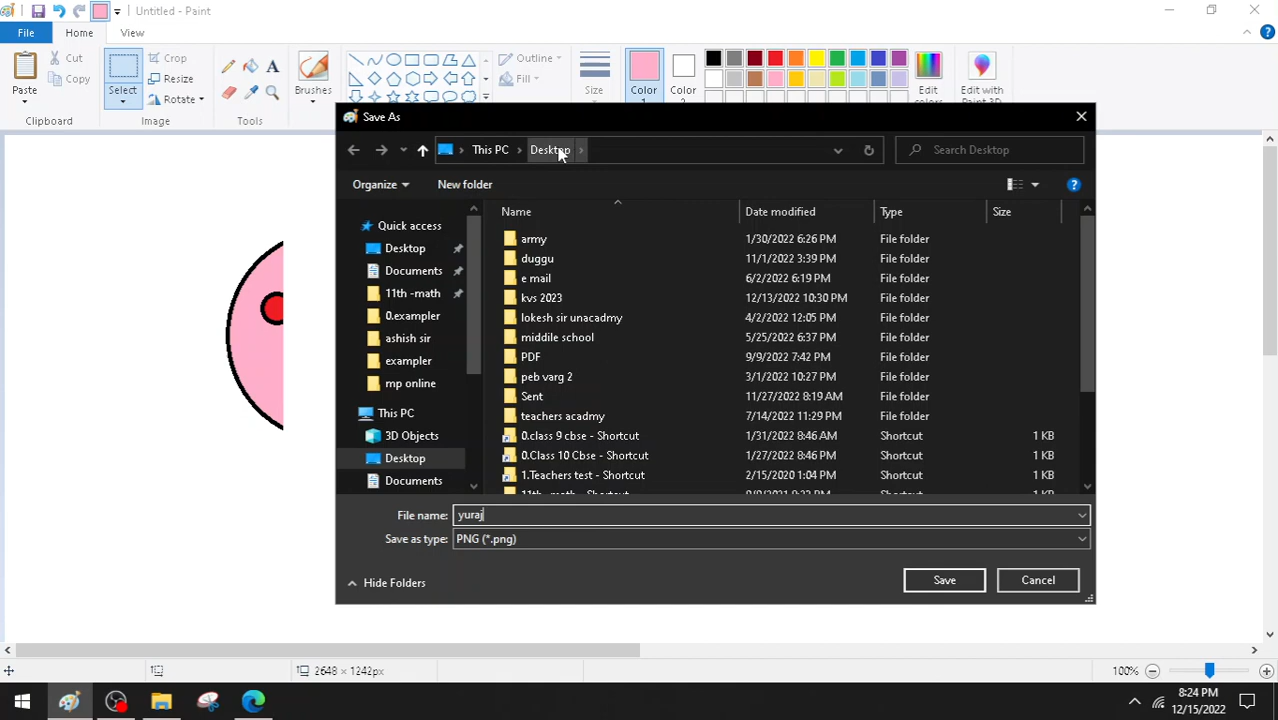 Untitled - Paint
File
Home
View
Paste
Cut
Copy
Clipboard
Select
Crop
Resize
Rotate
Image
A
Tools
Brushes
Outline
Fill
Size
Color
1
Color
2
Edit
colors
Edit with
Paint 3D
Save As
This PC
Desktop
Search Desktop
Organize
New folder
Name
Date modified
Type
Size
Quick access
Desktop
Documents
11th -math
0.exampler
ashish sir
exampler
mp online
This PC
3D Objects
Desktop
Documents
army 1/30/2022 6:26 PM File folder
duggu 11/1/2022 3:39 PM File folder
e mail 6/2/2022 6:19 PM File folder
kvs 2023 12/13/2022 10:30 PM File folder
lokesh sir unacadmy 4/2/2022 12:05 PM File folder
middile school 5/25/2022 6:37 PM File folder
PDF 9/9/2022 7:42 PM File folder
peb varg 2 3/1/2022 10:27 PM File folder
Sent 11/27/2022 8:19 AM File folder
teachers acadmy 7/14/2022 11:29 PM File folder
0.class 9 cbse - Shortcut 1/31/2022 8:46 AM Shortcut 1 KB
0.Class 10 Cbse - Shortcut 1/27/2022 8:46 PM Shortcut 1 KB
1.Teachers test - Shortcut 2/15/2020 1:04 PM Shortcut 1 KB
File name: yuraj
Save as type: PNG (*.png)
Hide Folders
Save
Cancel
2648 × 1242px
100%
8:24 PM
12/15/2022